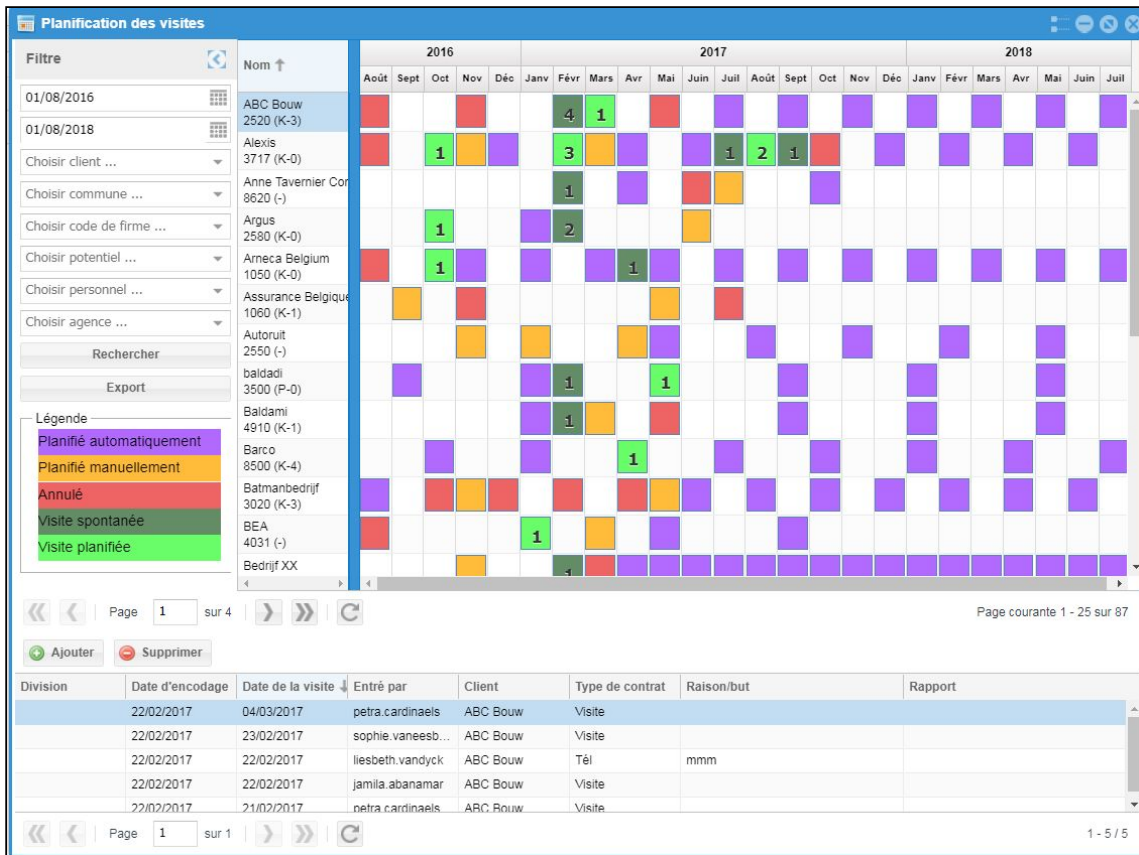 Planification des visites
Filtre
Nom
2016 2017 2018
Août Sept Oct Nov Déc Janv Févr Mars Avr Mai Juin Juil Août Sept Oct Nov Déc Janv Févr Mars Avr Mai Juin Juil
01/08/2016
01/08/2018
Choisir client ...
Choisir commune ...
Choisir code de firme ...
Choisir potentiel ...
Choisir personnel ...
Choisir agence ...
Rechercher
Export
Légende
Planifié automatiquement
Planifié manuellement
Annulé
Visite spontanée
Visite planifiée
ABC Bouw
2520 (K-3)
4 1
Alexis
3717 (K-0)
1 3 1 2 1
Anne Tavernier Cor
8620 (-)
1
Argus
2580 (K-0)
1 2
Arneca Belgium
1050 (K-0)
1 1
Assurance Belgique
1060 (K-1)
Autoruit
2550 (-)
baldadi
3500 (P-0)
1 1
Baldami
4910 (K-1)
1
Barco
8500 (K-4)
1
Batmanbedrijf
3020 (K-3)
BEA
4031 (-)
1
Bedrijf XX
1
Page 1 sur 4
Page courante 1 - 25 sur 87
Ajouter Supprimer
Division Date d'encodage Date de la visite Entré par Client Type de contrat Raison/but Rapport
22/02/2017 04/03/2017 petra.cardinaels ABC Bouw Visite
22/02/2017 23/02/2017 sophie.vaneesb... ABC Bouw Visite
22/02/2017 22/02/2017 liesbeth.vandyck ABC Bouw Tél mmm
22/02/2017 22/02/2017 jamila.abanamar ABC Bouw Visite
22/02/2017 21/02/2017 petra.cardinaels ABC Bouw Visite
Page 1 sur 1
1 - 5 / 5